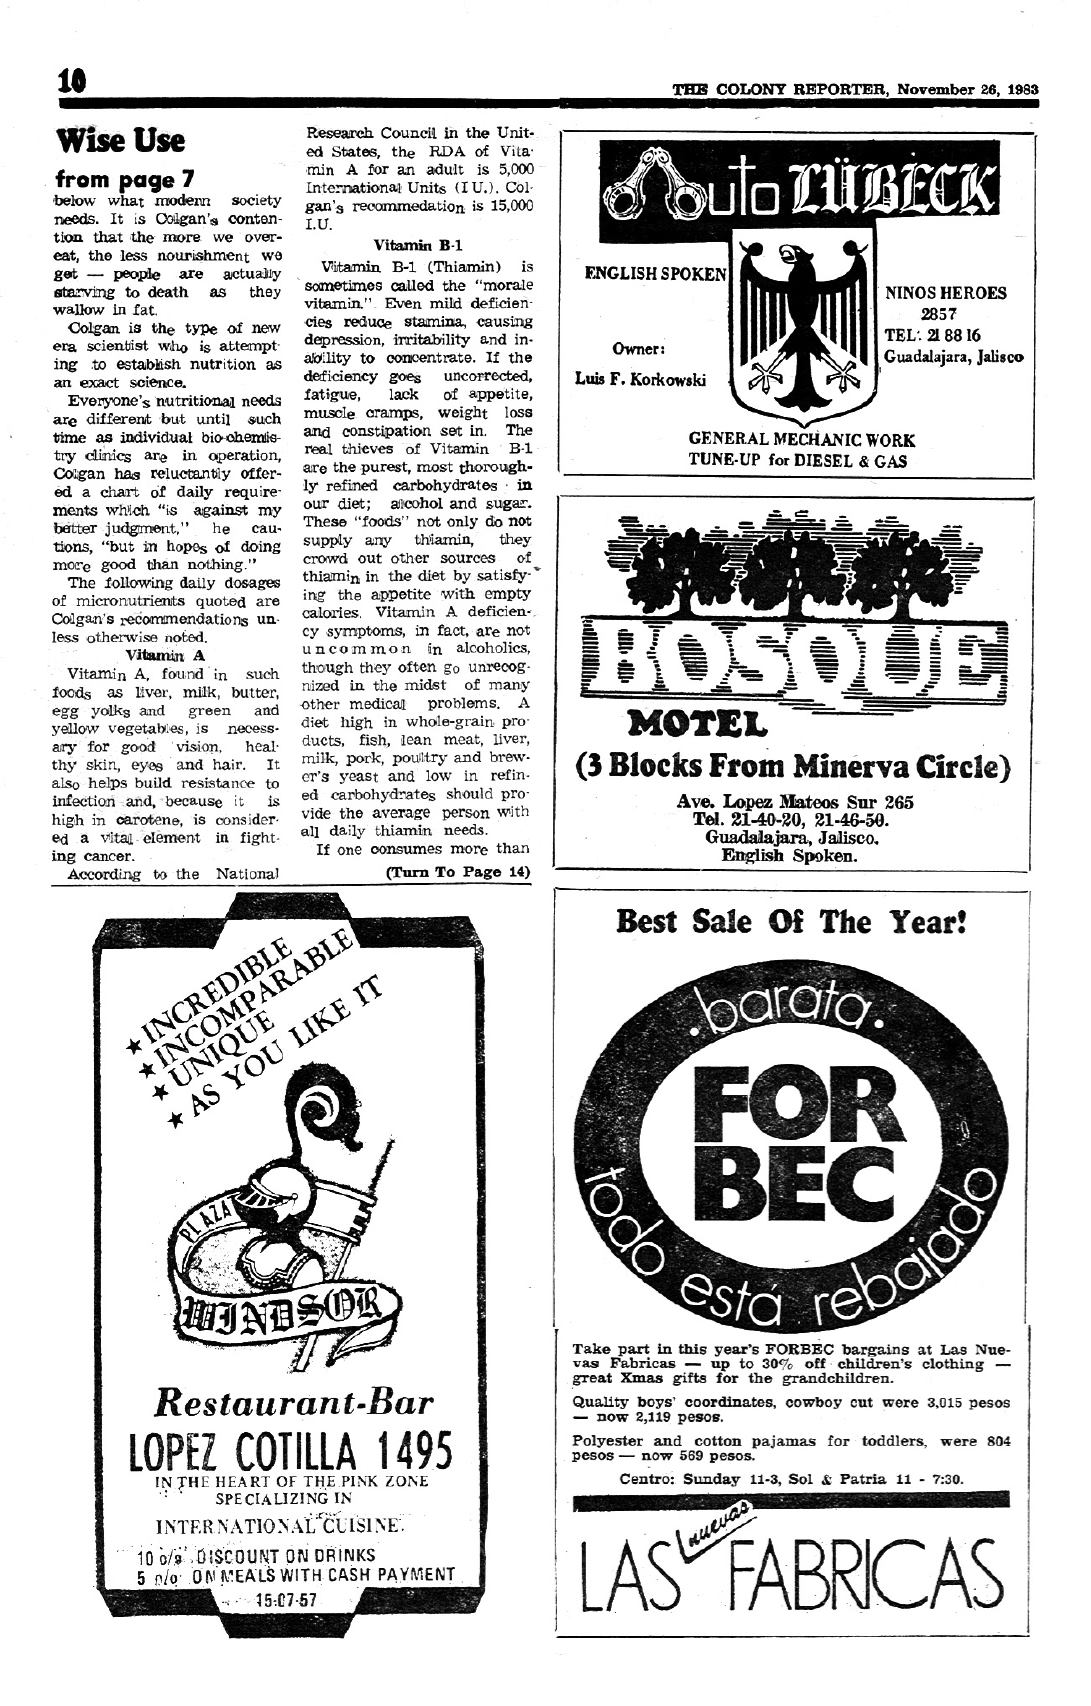 10
THE COLONY REPORTER, November 26, 1983
Wise Use
from page 7
below what modern society
needs. It is Colgan's conten-
tion that the more we over-
eat, the less nourishment we
get — people are actually
starving to death as they
wallow in fat.
Colgan is the type of new
era scientist who is attempt-
ing to establish nutrition as
an exact science.
Everyone's nutritional needs
are different but until such
time as individual bio-chemis-
try clinics are in operation,
Colgan has reluctantly offer-
ed a chart of daily require-
ments which "is against my
better judgment," he cau-
tions, "but in hopes of doing
more good than nothing."
The following daily dosages
of micronutrients quoted are
Colgan's recommendations un-
less otherwise noted.
Vitamin A
Vitamin A, found in such
foods as liver, milk, butter,
egg yolks and green and
yellow vegetables, is necess-
ary for good vision, heal-
thy skin, eyes and hair. It
also helps build resistance to
infection and, because it is
high in carotene, is consider-
ed a vital element in fight-
ing cancer.
According to the National
Research Council in the Unit-
ed States, the RDA of Vita-
min A for an adult is 5,000
International Units (I U.). Col-
gan's recommedation is 15,000
I.U.
Vitamin B-1
Vitamin B-1 (Thiamin) is
sometimes called the "morale
vitamin." Even mild deficien-
cies reduce stamina, causing
depression, irritability and in-
ability to concentrate. If the
deficiency goes uncorrected,
fatigue, lack of appetite,
muscle cramps, weight loss
and constipation set in. The
real thieves of Vitamin B-1
are the purest, most thorough-
ly refined carbohydrates in
our diet; alcohol and sugar.
These "foods" not only do not
supply any thiamin, they
crowd out other sources of
thiamin in the diet by satisfy-
ing the appetite with empty
calories. Vitamin A deficien-
cy symptoms, in fact, are not
uncommon in alcoholics,
though they often go unrecog-
nized in the midst of many
other medical problems. A
diet high in whole-grain pro-
ducts, fish, lean meat, liver,
milk, pork, poultry and brew-
er's yeast and low in refin-
ed carbohydrates should pro-
vide the average person with
all daily thiamin needs.
If one consumes more than
(Turn To Page 14)
Auto LÜBECK
ENGLISH SPOKEN
Owner:
Luis F. Korkowski
NINOS HEROES
2857
TEL: 21 88 16
Guadalajara, Jalisco
GENERAL MECHANIC WORK
TUNE-UP for DIESEL & GAS
BOSQUE
MOTEL
(3 Blocks From Minerva Circle)
Ave. Lopez Mateos Sur 265
Tel. 21-40-20, 21-46-50.
Guadalajara, Jalisco.
English Spoken.
★ INCREDIBLE
★ INCOMPARABLE
★ UNIQUE
★ AS YOU LIKE IT
PLAZA
WINDSOR
Restaurant-Bar
LOPEZ COTILLA 1495
IN THE HEART OF THE PINK ZONE
SPECIALIZING IN
INTERNATIONAL CUISINE.
10 o/o DISCOUNT ON DRINKS
5 o/o ON MEALS WITH CASH PAYMENT
15-07-57
Best Sale Of The Year!
.barata.
FOR
BEC
todo está rebajado
Take part in this year's FORBEC bargains at Las Nue-
vas Fabricas — up to 30% off children's clothing —
great Xmas gifts for the grandchildren.
Quality boys' coordinates, cowboy cut were 3,015 pesos
— now 2,119 pesos.
Polyester and cotton pajamas for toddlers, were 804
pesos — now 569 pesos.
Centro: Sunday 11-3, Sol & Patria 11 - 7:30.
LAS nuevas FABRICAS